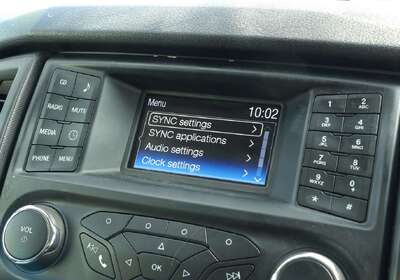 CD
RADIO
MUTE
MEDIA
PHONE
MENU
VOL
Menu
10:02
SYNC settings
SYNC applications
Audio settings
Clock settings
OK
1
2 ABC
3 DEF
4 GHI
5 JKL
6 MNO
7 PQRS
8 TUV
9 WXYZ
0
*
#